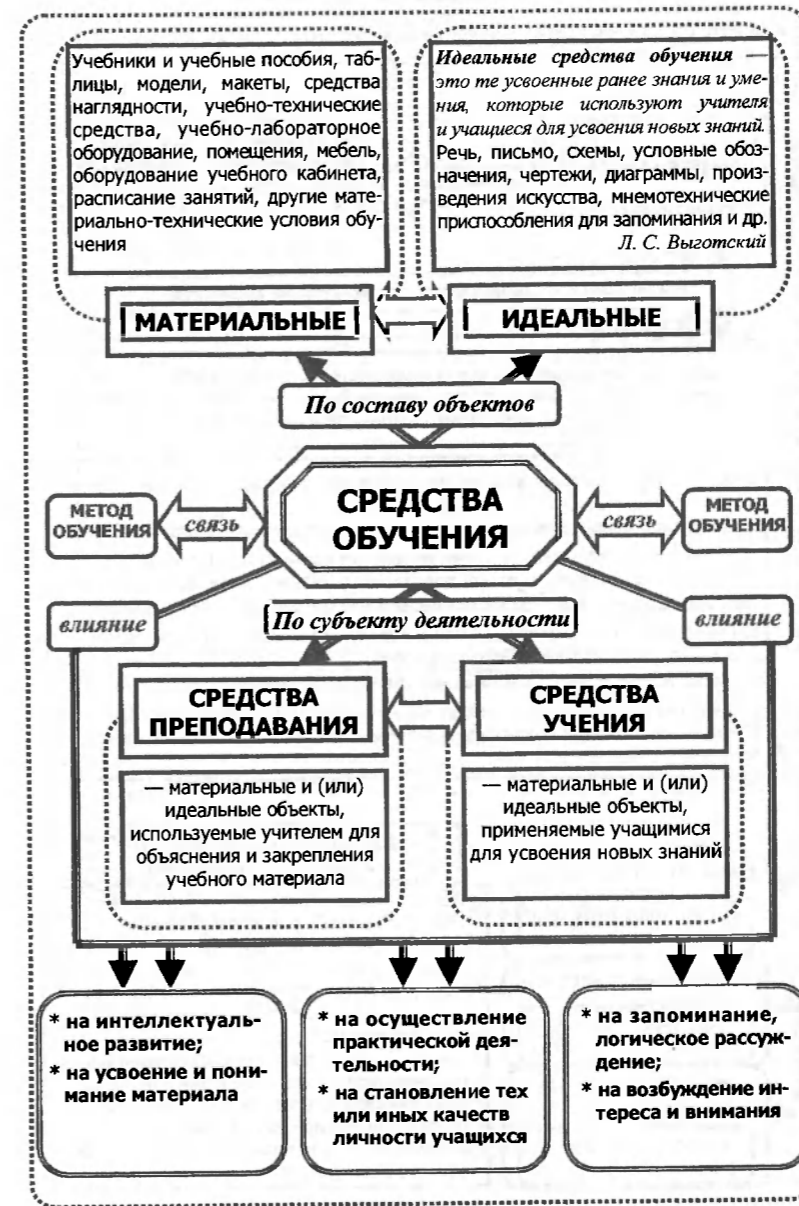 Учебники и учебные пособия, таб-
лицы, модели, макеты, средства
наглядности, учебно-технические
средства, учебно-лабораторное
оборудование, помещения, мебель,
оборудование учебного кабинета,
расписание занятий, другие мате-
риально-технические условия обу-
чения
Идеальные средства обучения —
это те усвоенные ранее знания и уме-
ния, которые используют учителя
и учащиеся для усвоения новых знаний.
Речь, письмо, схемы, условные обоз-
начения, чертежи, диаграммы, произ-
ведения искусства, мнемотехнические
приспособления для запоминания и др.
Л. С. Выготский
МАТЕРИАЛЬНЫЕ
ИДЕАЛЬНЫЕ
По составу объектов
МЕТОД
ОБУЧЕНИЯ
связь
СРЕДСТВА
ОБУЧЕНИЯ
связь
МЕТОД
ОБУЧЕНИЯ
влияние
По субъекту деятельности
влияние
СРЕДСТВА
ПРЕПОДАВАНИЯ
СРЕДСТВА
УЧЕНИЯ
— материальные и (или)
идеальные объекты,
используемые учителем для
объяснения и закрепления
учебного материала
— материальные и (или)
идеальные объекты,
применяемые учащимися
для усвоения новых знаний
* на интеллектуаль-
ное развитие;
* на усвоение и пони-
мание материала
* на осуществление
практической дея-
тельности;
* на становление тех
или иных качеств
личности учащихся
* на запоминание,
логическое рассуж-
дение;
* на возбуждение ин-
тереса и внимания